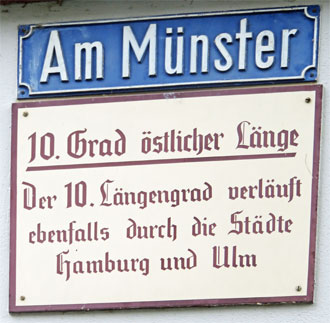 Am Münster
10. Grad östlicher Länge
Der 10. Längengrad verläuft
ebenfalls durch die Städte
Hamburg und Ulm